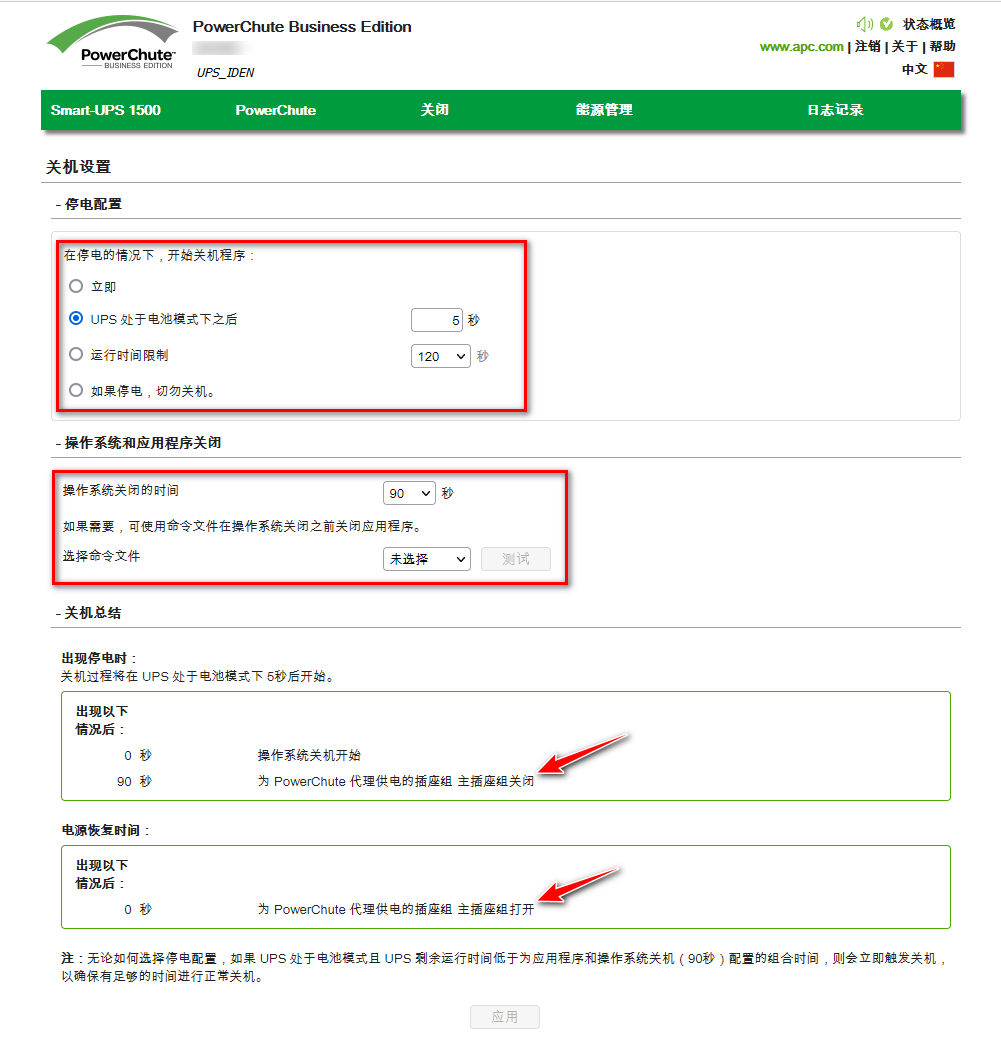 PowerChute Business Edition
状态概览
PowerChute™
BUSINESS EDITION
www.apc.com | 注销 | 关于 | 帮助
UPS_IDEN
中文
Smart-UPS 1500 PowerChute 关闭 能源管理 日志记录
关机设置
- 停电配置
在停电的情况下，开始关机程序：
立即
UPS 处于电池模式下之后 5 秒
运行时间限制 120 秒
如果停电，切勿关机。
- 操作系统和应用程序关闭
操作系统关闭的时间 90 秒
如果需要，可使用命令文件在操作系统关闭之前关闭应用程序。
选择命令文件 未选择 测试
- 关机总结
出现停电时：
关机过程将在 UPS 处于电池模式下 5秒后开始。
出现以下
情况后：
0 秒 操作系统关机开始
90 秒 为 PowerChute 代理供电的插座组 主插座组关闭
电源恢复时间：
出现以下
情况后：
0 秒 为 PowerChute 代理供电的插座组 主插座组打开
注：无论如何选择停电配置，如果 UPS 处于电池模式且 UPS 剩余运行时间低于为应用程序和操作系统关机（90秒）配置的组合时间，则会立即触发关机，
以确保有足够的时间进行正常关机。
应用